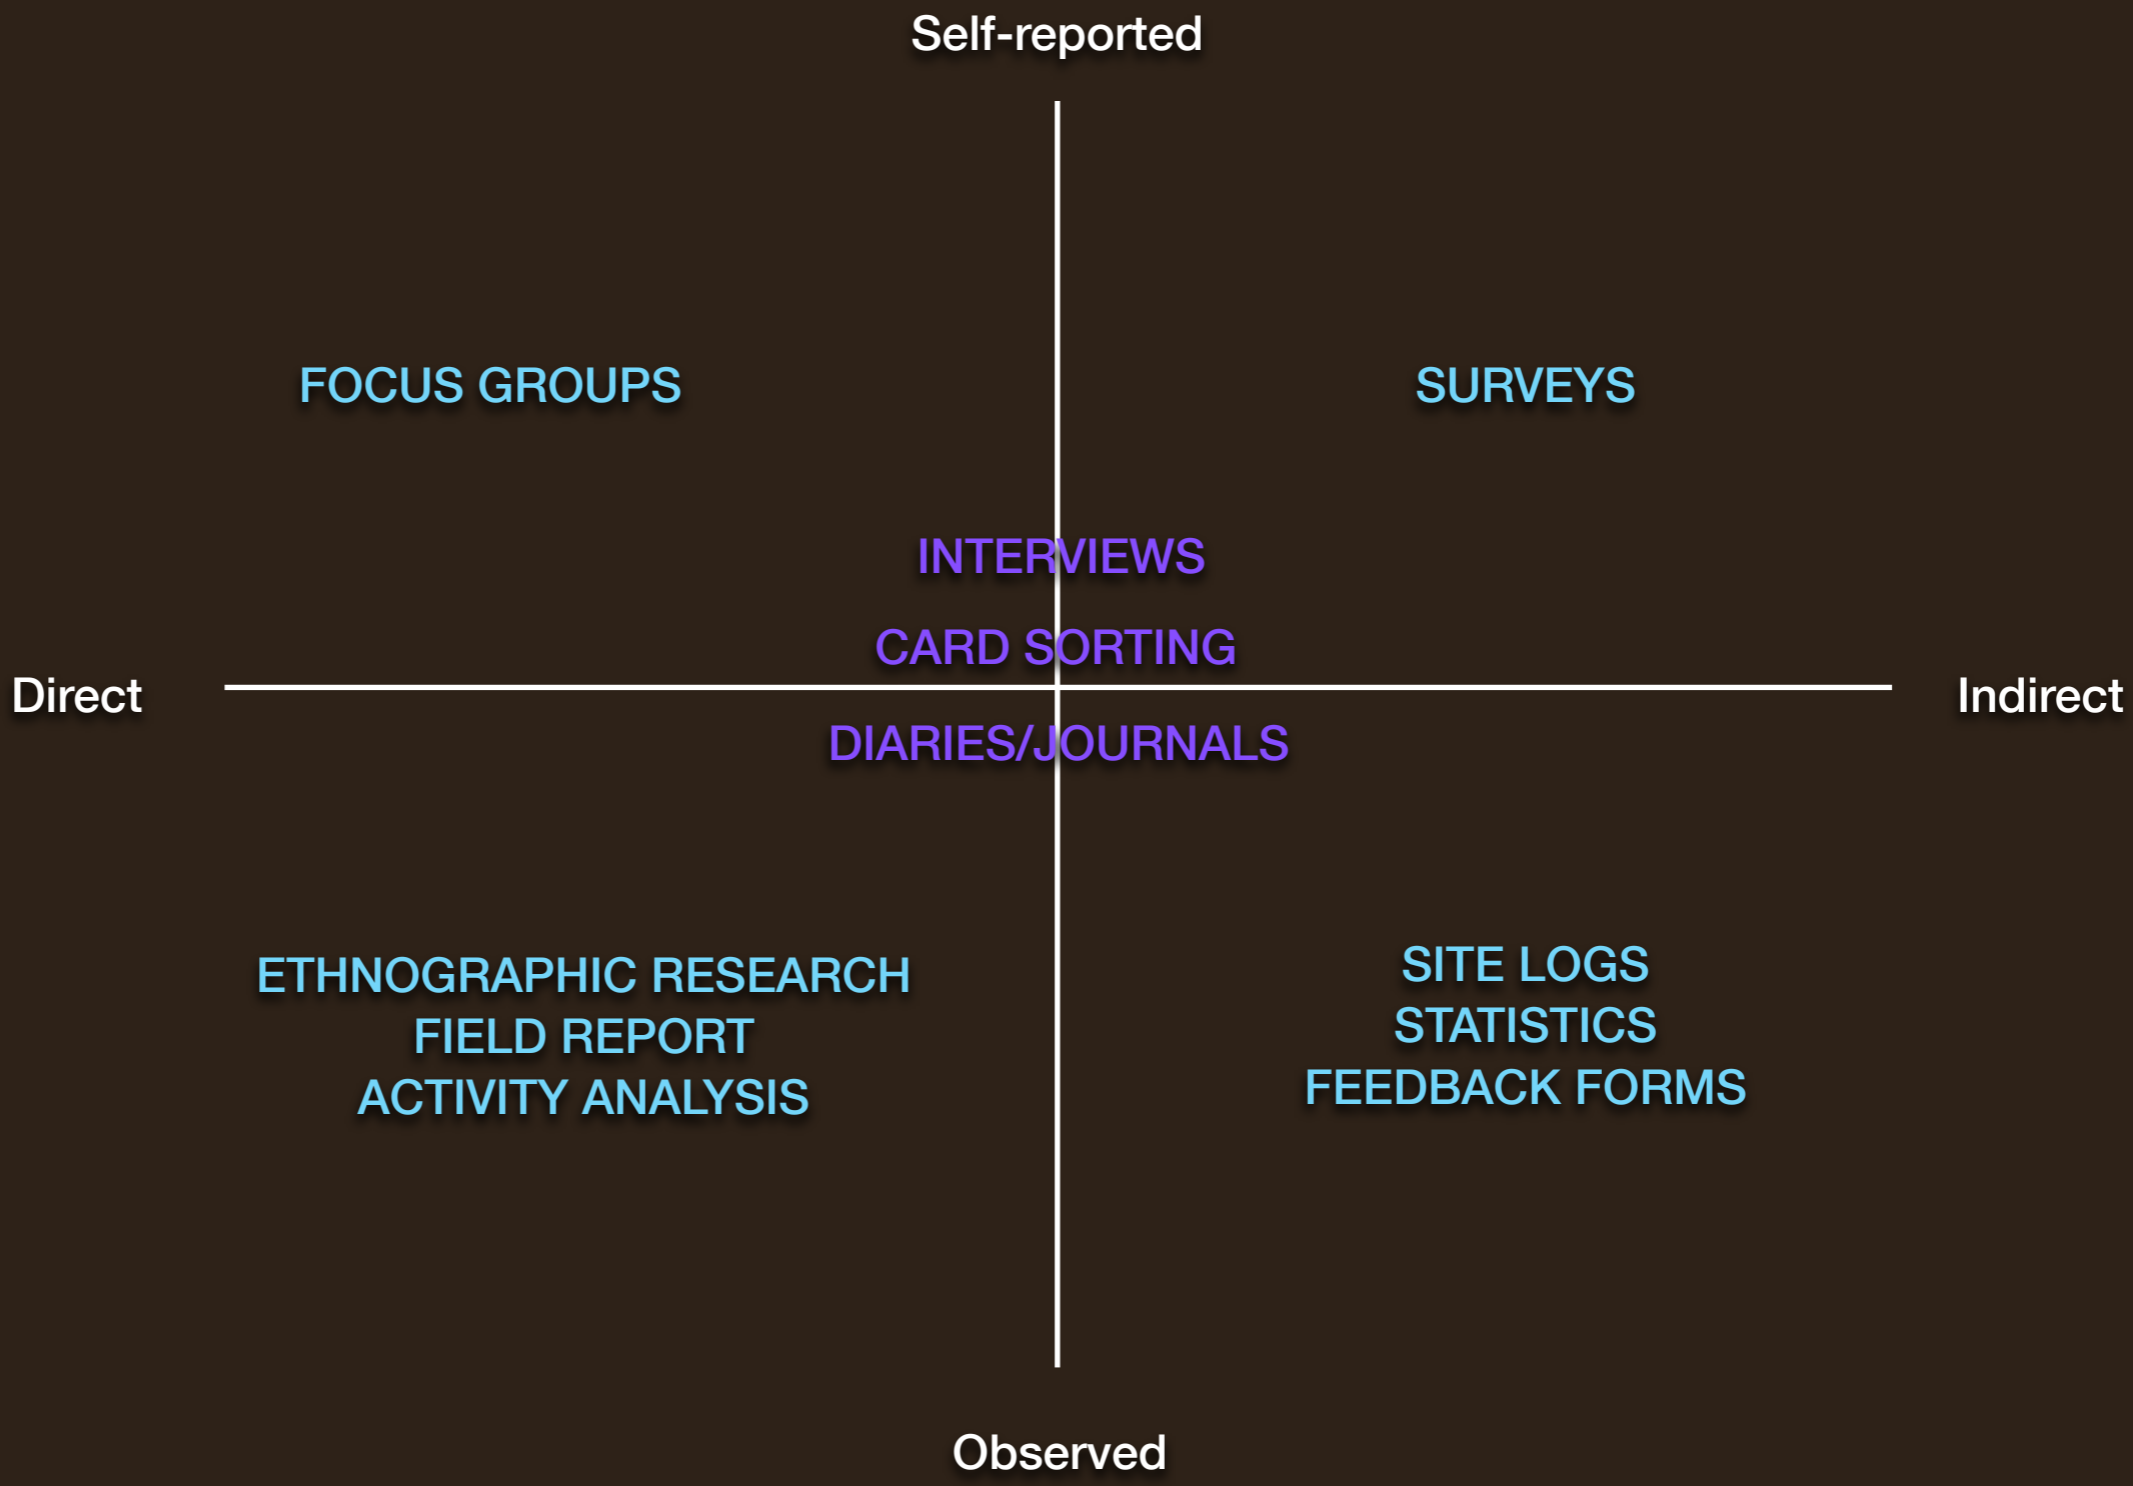 Self-reported
FOCUS GROUPS
SURVEYS
INTERVIEWS
CARD SORTING
Direct
Indirect
DIARIES/JOURNALS
ETHNOGRAPHIC RESEARCH
FIELD REPORT
ACTIVITY ANALYSIS
SITE LOGS
STATISTICS
FEEDBACK FORMS
Observed